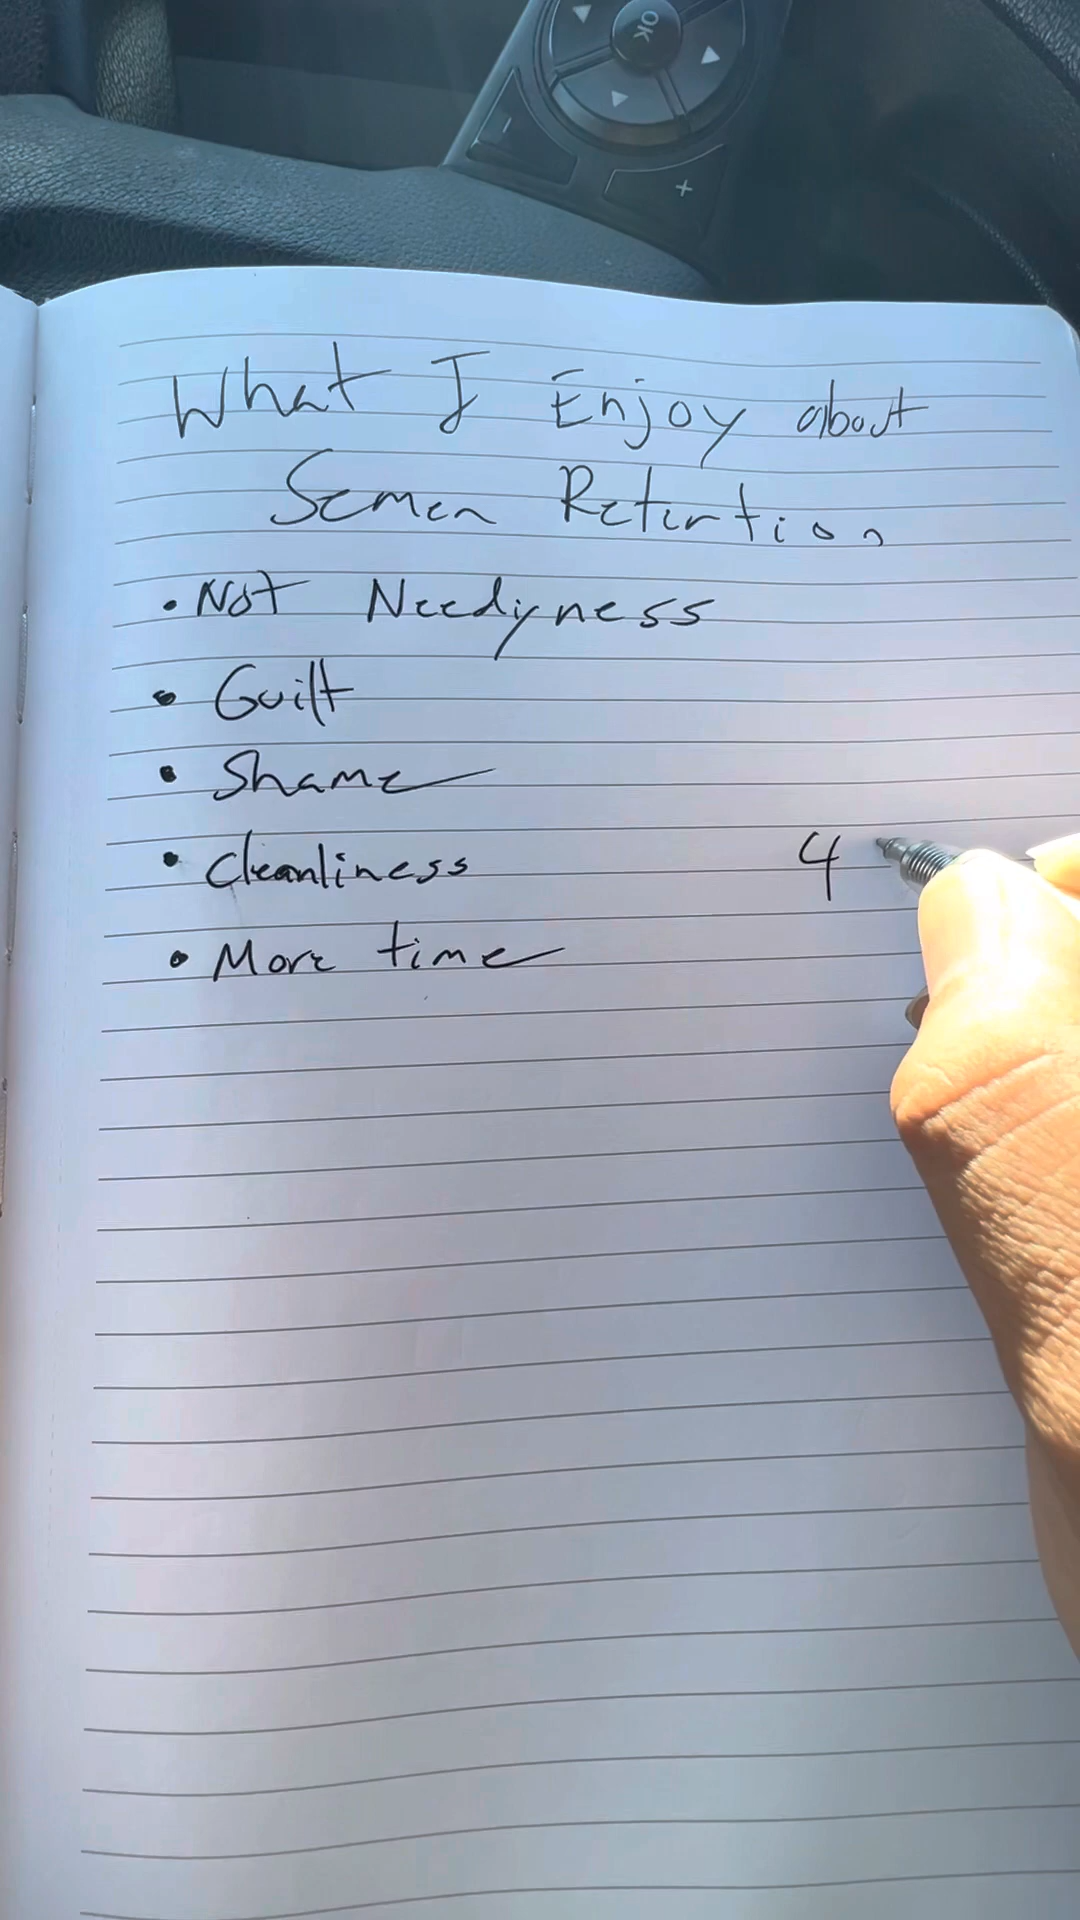 OK
-
+
What I Enjoy about
Semen Retention
• Not Needyness
• Guilt
• Shame
• Cleanliness 4
• More time